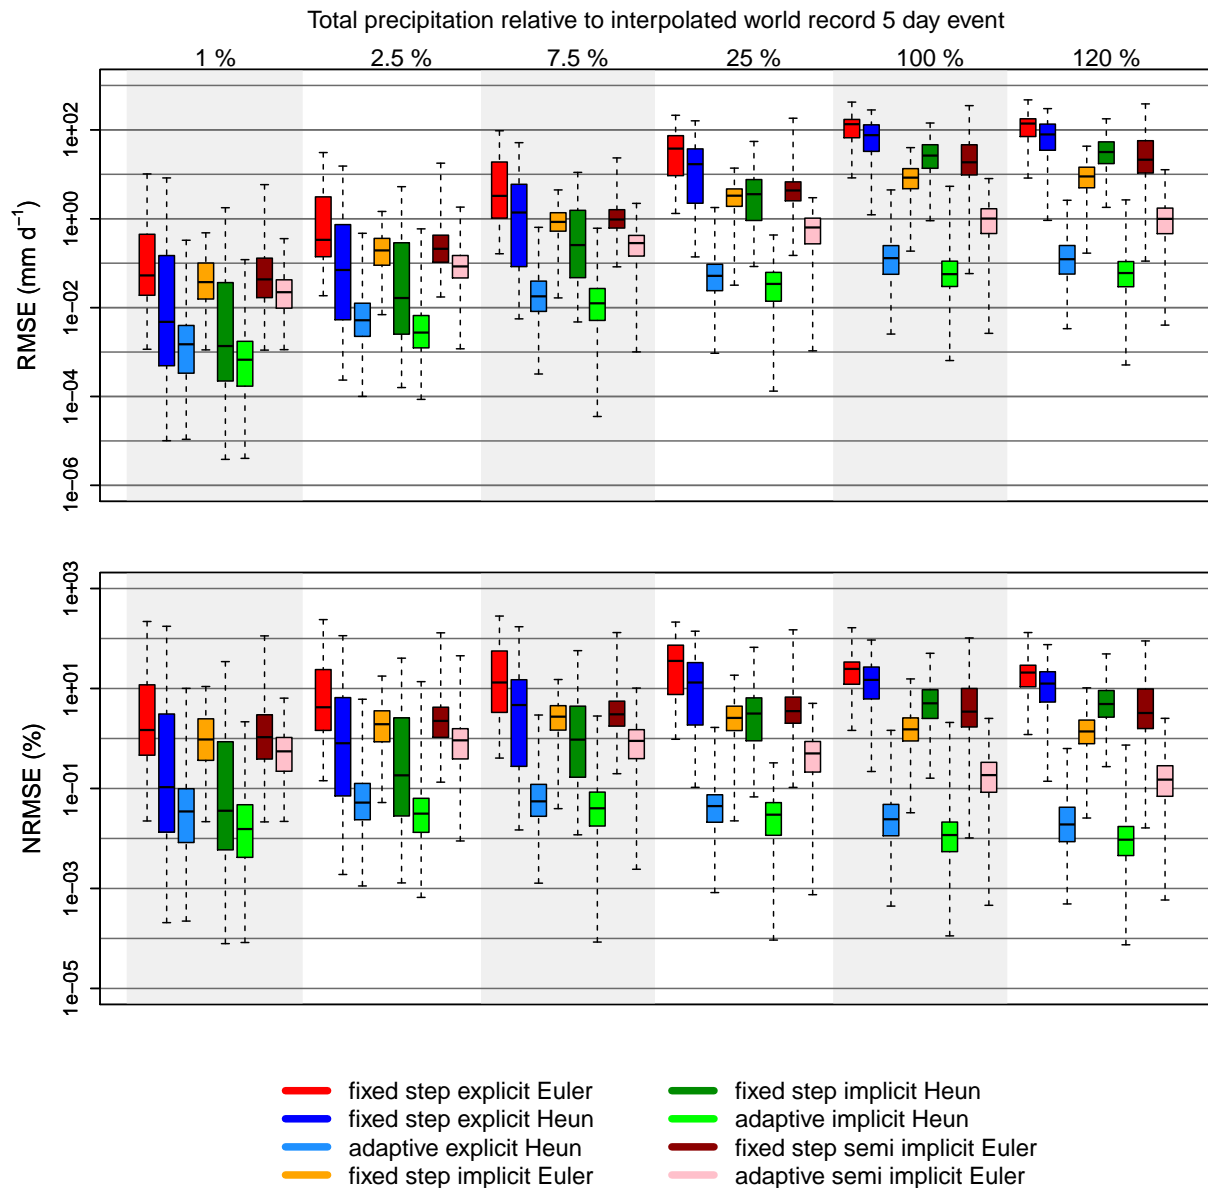 Total precipitation relative to interpolated world record 5 day event
1 % 2.5 % 7.5 % 25 % 100 % 120 %
RMSE (mm d⁻¹)
1e+02
1e+00
1e−02
1e−04
1e−06
NRMSE (%)
1e+03
1e+01
1e−01
1e−03
1e−05
fixed step explicit Euler
fixed step explicit Heun
adaptive explicit Heun
fixed step implicit Euler
fixed step implicit Heun
adaptive implicit Heun
fixed step semi implicit Euler
adaptive semi implicit Euler